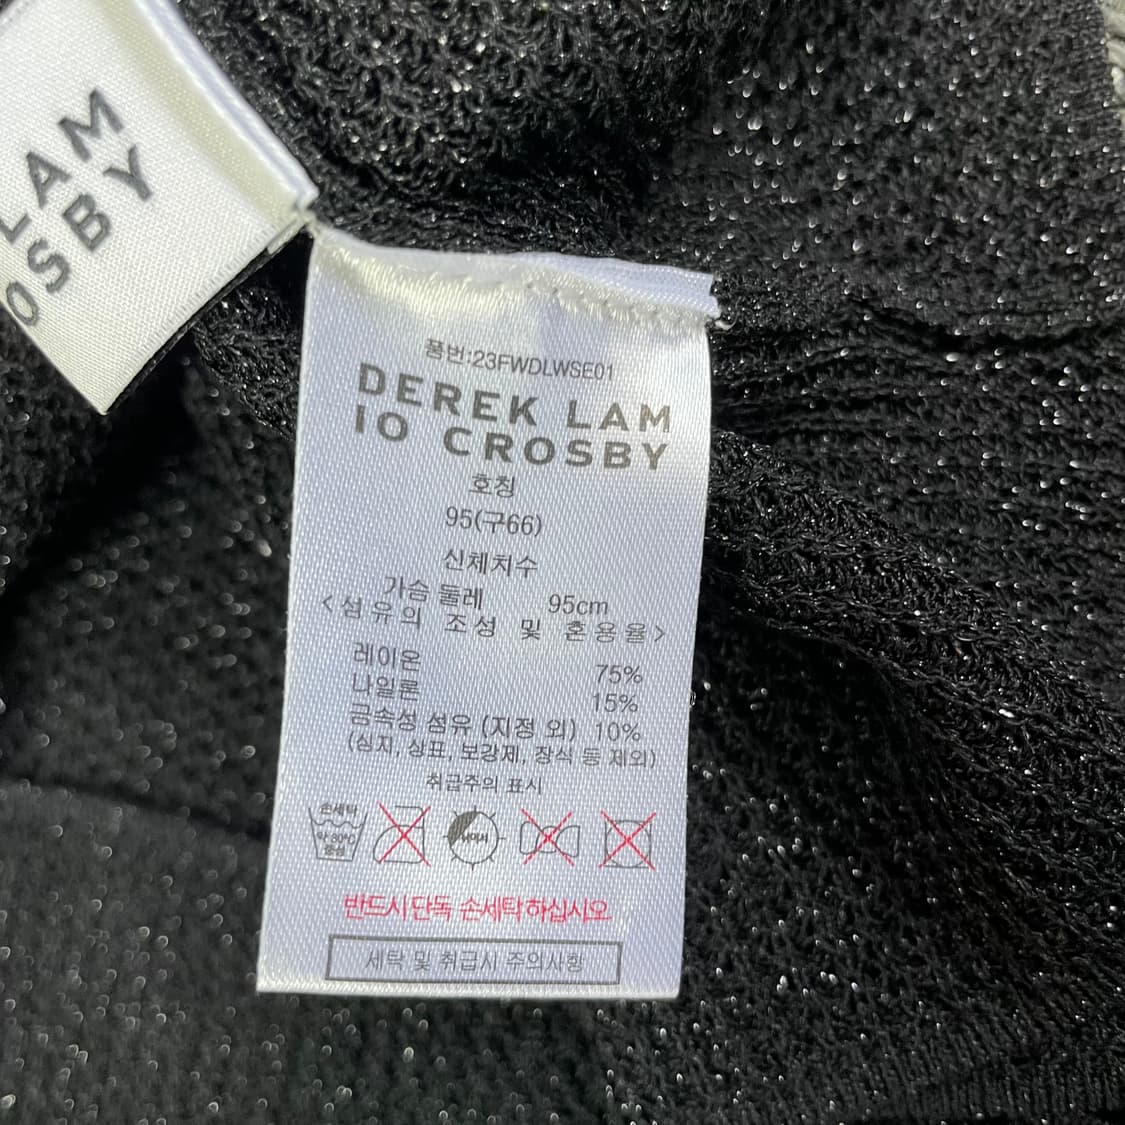 LAM
OSBY
품번:23FWDLWSE01
DEREK LAM
10 CROSBY
호칭
95(구66)
신체치수
가슴 둘레 95cm
<섬유의 조성 및 혼용율>
레이온 75%
나일론 15%
금속성 섬유 (지정 외) 10%
(심지, 상표, 보강제, 장식 등 제외)
취급주의 표시
손세탁
약 30℃
중성
뉘어서
반드시 단독 손세탁 하십시오
세탁 및 취급시 주의사항